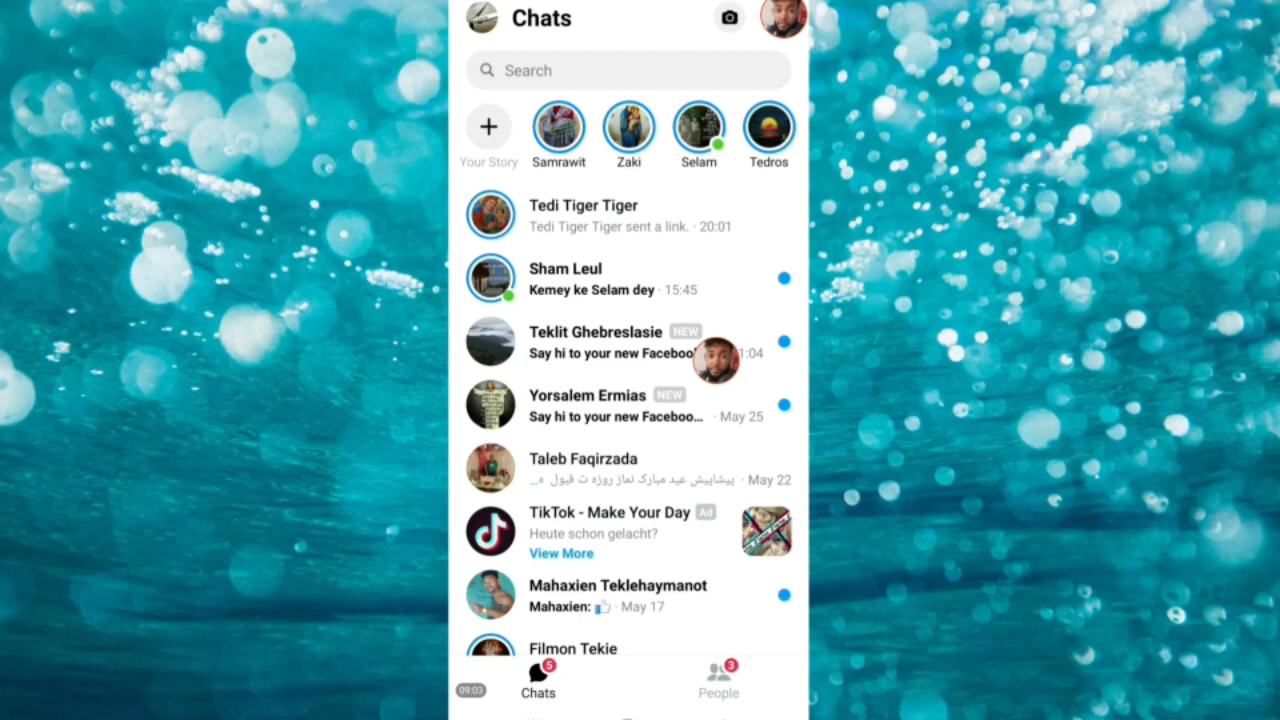 Chats
Search
Your Story
Samrawit
Zaki
Selam
Tedros
Tedi Tiger Tiger
Tedi Tiger Tiger sent a link. · 20:01
Sham Leul
Kemey ke Selam dey · 15:45
Teklit Ghebreslasie NEW
Say hi to your new 1:04
Yorsalem Ermias NEW
Say hi to your new Faceboo... · May 25
Taleb Faqirzada
پیشاپیش عید مبارک نماز روزه ت قبول ه... · May 22
TikTok - Make Your Day Ad
Heute schon gelacht?
View More
Mahaxien Teklehaymanot
Mahaxien: 👍 · May 17
Filmon Tekie
5
3
09:03
Chats
People